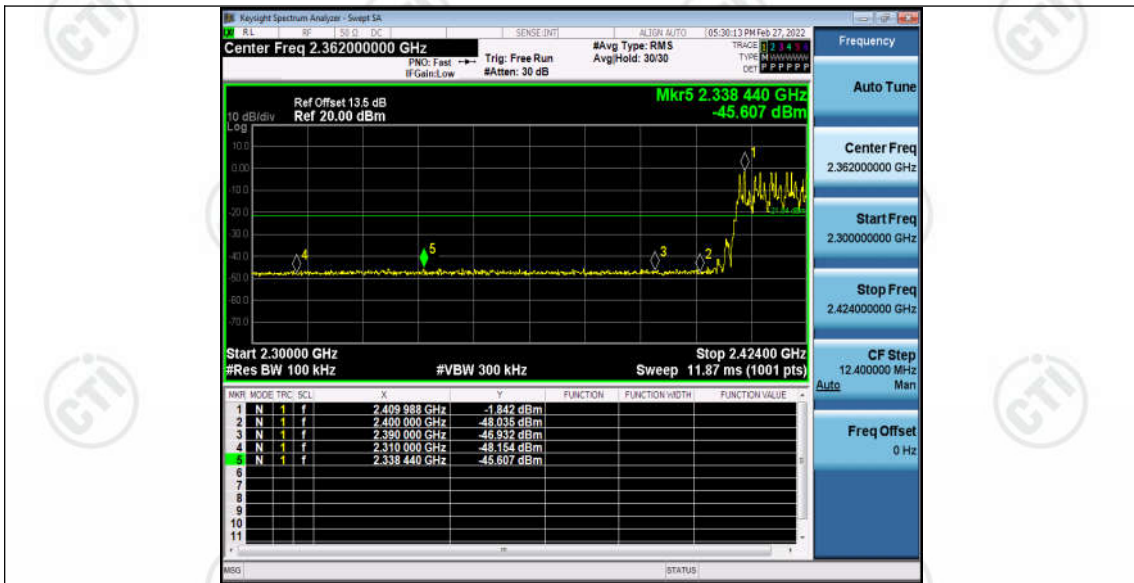 Keysight Spectrum Analyzer - Swept SA
RL RF 50 Ω DC SENSE:INT ALIGN AUTO 05:30:13 PM Feb 27, 2022
Center Freq 2.362000000 GHz
PNO: Fast
IFGain:Low
Trig: Free Run
#Atten: 30 dB
#Avg Type: RMS
Avg|Hold: 30/30
TRACE 1 2 3 4 5 6
TYPE M WWWWW
DET P P P P P P
Ref Offset 13.5 dB
Ref 20.00 dBm
10 dB/div
Log
Mkr5 2.338 440 GHz
-45.607 dBm
10.0
0.00
-10.0
-20.0
-30.0
-40.0
-50.0
-60.0
-70.0
1
2
3
4
5
Start 2.30000 GHz
Stop 2.42400 GHz
#Res BW 100 kHz
#VBW 300 kHz
Sweep 11.87 ms (1001 pts)
MKR MODE TRC SCL X Y FUNCTION FUNCTION WIDTH FUNCTION VALUE
1 N 1 f 2.409 988 GHz -1.842 dBm
2 N 1 f 2.400 000 GHz -48.035 dBm
3 N 1 f 2.390 000 GHz -46.932 dBm
4 N 1 f 2.310 000 GHz -48.154 dBm
5 N 1 f 2.338 440 GHz -45.607 dBm
6
7
8
9
10
11
MSG
STATUS
Frequency
Auto Tune
Center Freq
2.362000000 GHz
Start Freq
2.300000000 GHz
Stop Freq
2.424000000 GHz
CF Step
12.400000 MHz
Auto Man
Freq Offset
0 Hz
CTI
CTI